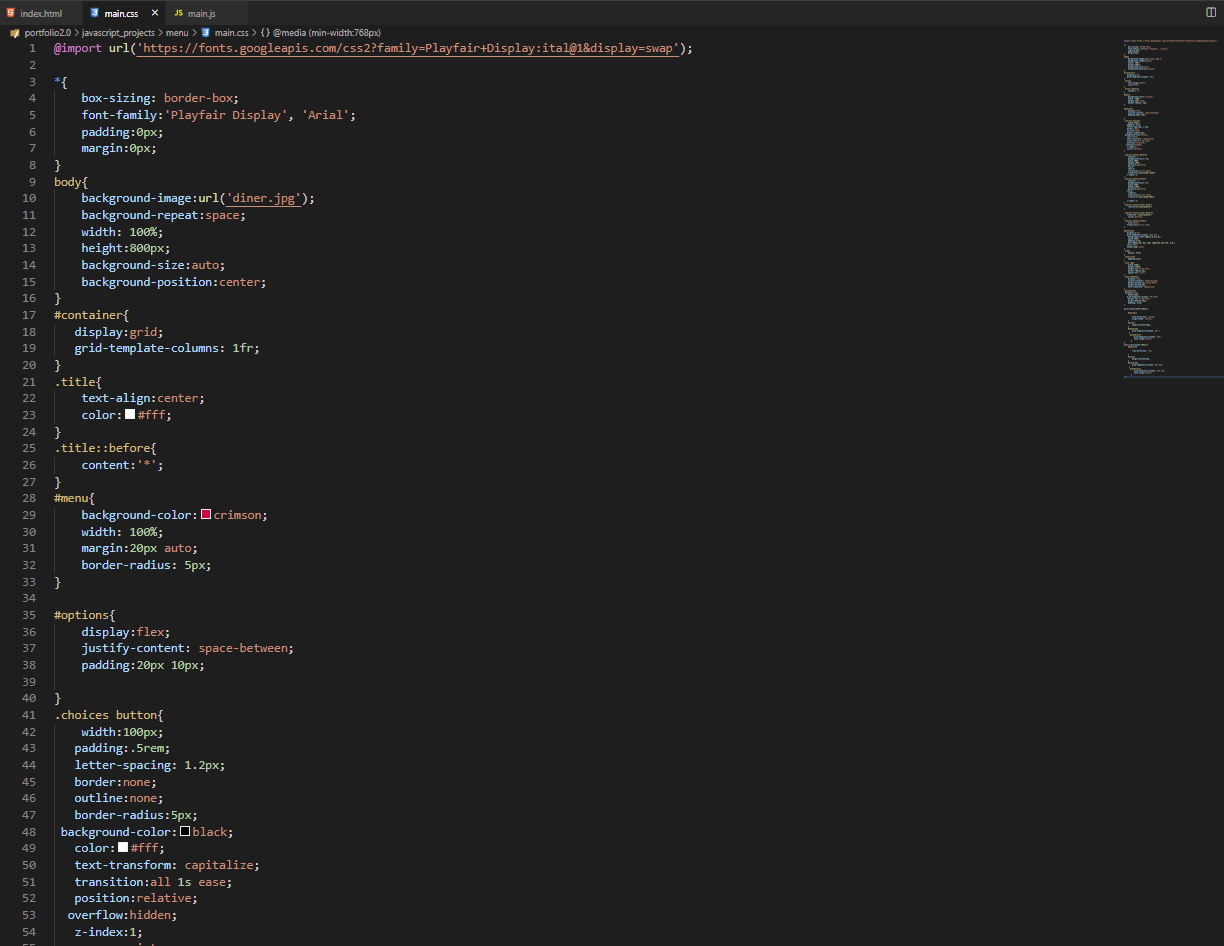 index.html main.css × JS main.js
portfolio2.0 > javascript_projects > menu > main.css > {} @media (min-width:768px)
1 @import url('https://fonts.googleapis.com/css2?family=Playfair+Display:ital@1&display=swap');
2
3 *{
4 box-sizing: border-box;
5 font-family:'Playfair Display', 'Arial';
6 padding:0px;
7 margin:0px;
8 }
9 body{
10 background-image:url('diner.jpg');
11 background-repeat:space;
12 width: 100%;
13 height:800px;
14 background-size:auto;
15 background-position:center;
16 }
17 #container{
18 display:grid;
19 grid-template-columns: 1fr;
20 }
21 .title{
22 text-align:center;
23 color:#fff;
24 }
25 .title::before{
26 content:'*';
27 }
28 #menu{
29 background-color:crimson;
30 width: 100%;
31 margin:20px auto;
32 border-radius: 5px;
33 }
34
35 #options{
36 display:flex;
37 justify-content: space-between;
38 padding:20px 10px;
39
40 }
41 .choices button{
42 width:100px;
43 padding:.5rem;
44 letter-spacing: 1.2px;
45 border:none;
46 outline:none;
47 border-radius:5px;
48 background-color:black;
49 color:#fff;
50 text-transform: capitalize;
51 transition:all 1s ease;
52 position:relative;
53 overflow:hidden;
54 z-index:1;